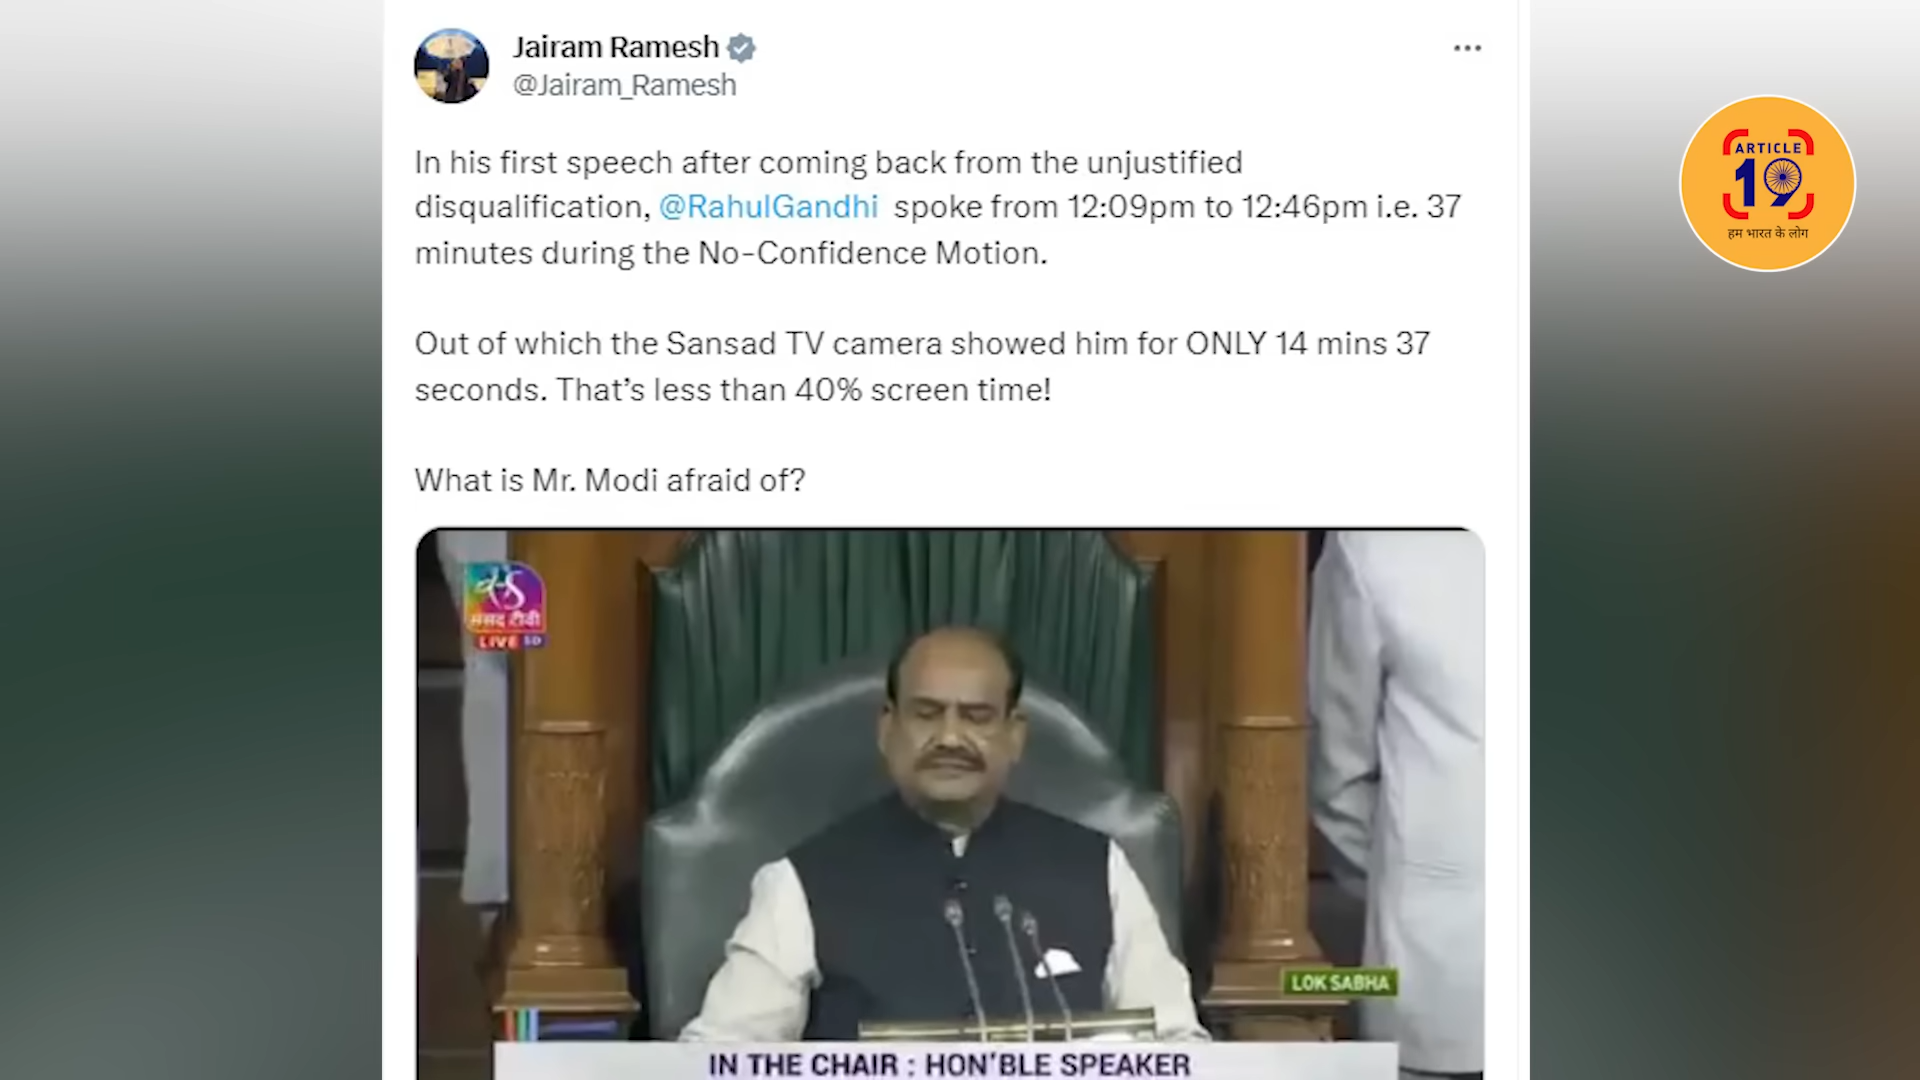 Jairam Ramesh
@Jairam_Ramesh
In his first speech after coming back from the unjustified
disqualification, @RahulGandhi spoke from 12:09pm to 12:46pm i.e. 37
minutes during the No-Confidence Motion.
Out of which the Sansad TV camera showed him for ONLY 14 mins 37
seconds. That’s less than 40% screen time!
What is Mr. Modi afraid of?
ARTICLE
19
हम भारत के लोग
संसद टीवी
LIVE SD
LOK SABHA
IN THE CHAIR : HON'BLE SPEAKER